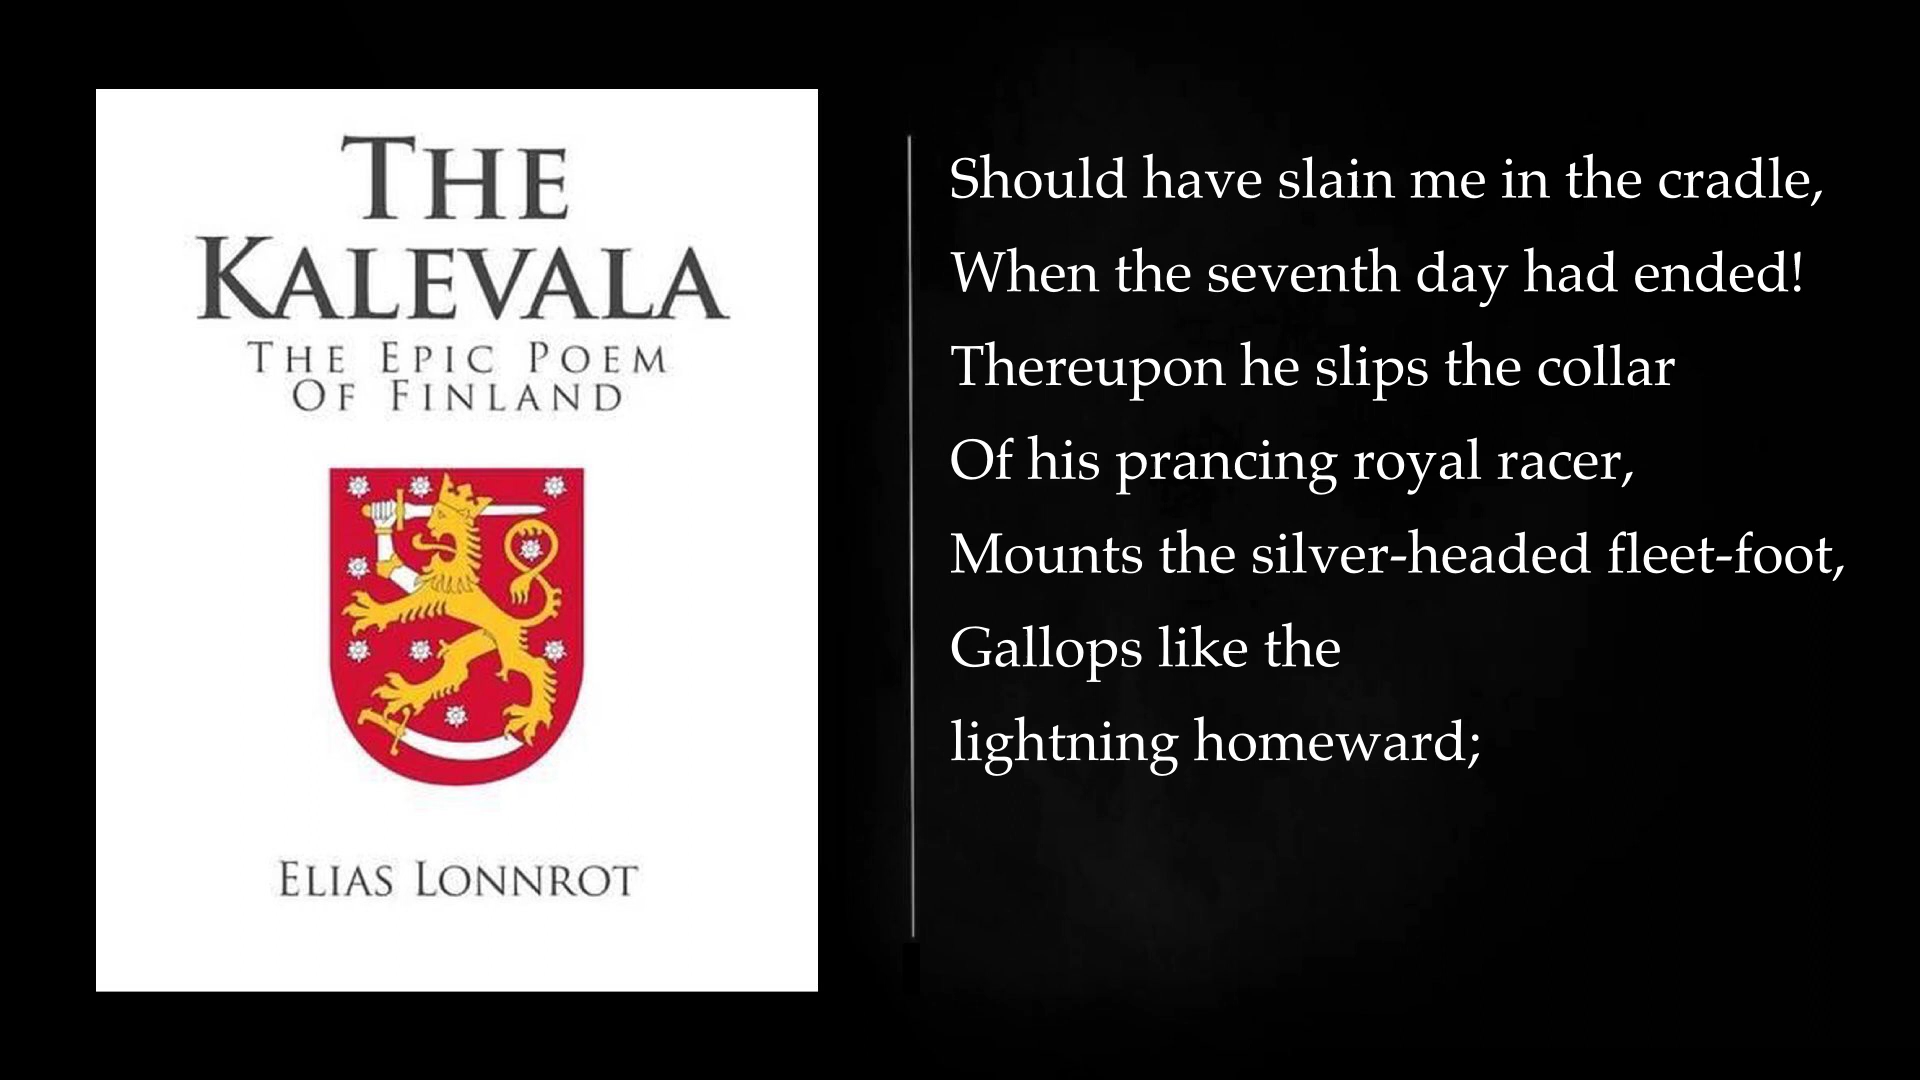 THE
KALEVALA
THE EPIC POEM
OF FINLAND
ELIAS LONNROT
Should have slain me in the cradle,
When the seventh day had ended!
Thereupon he slips the collar
Of his prancing royal racer,
Mounts the silver-headed fleet-foot,
Gallops like the
lightning homeward;